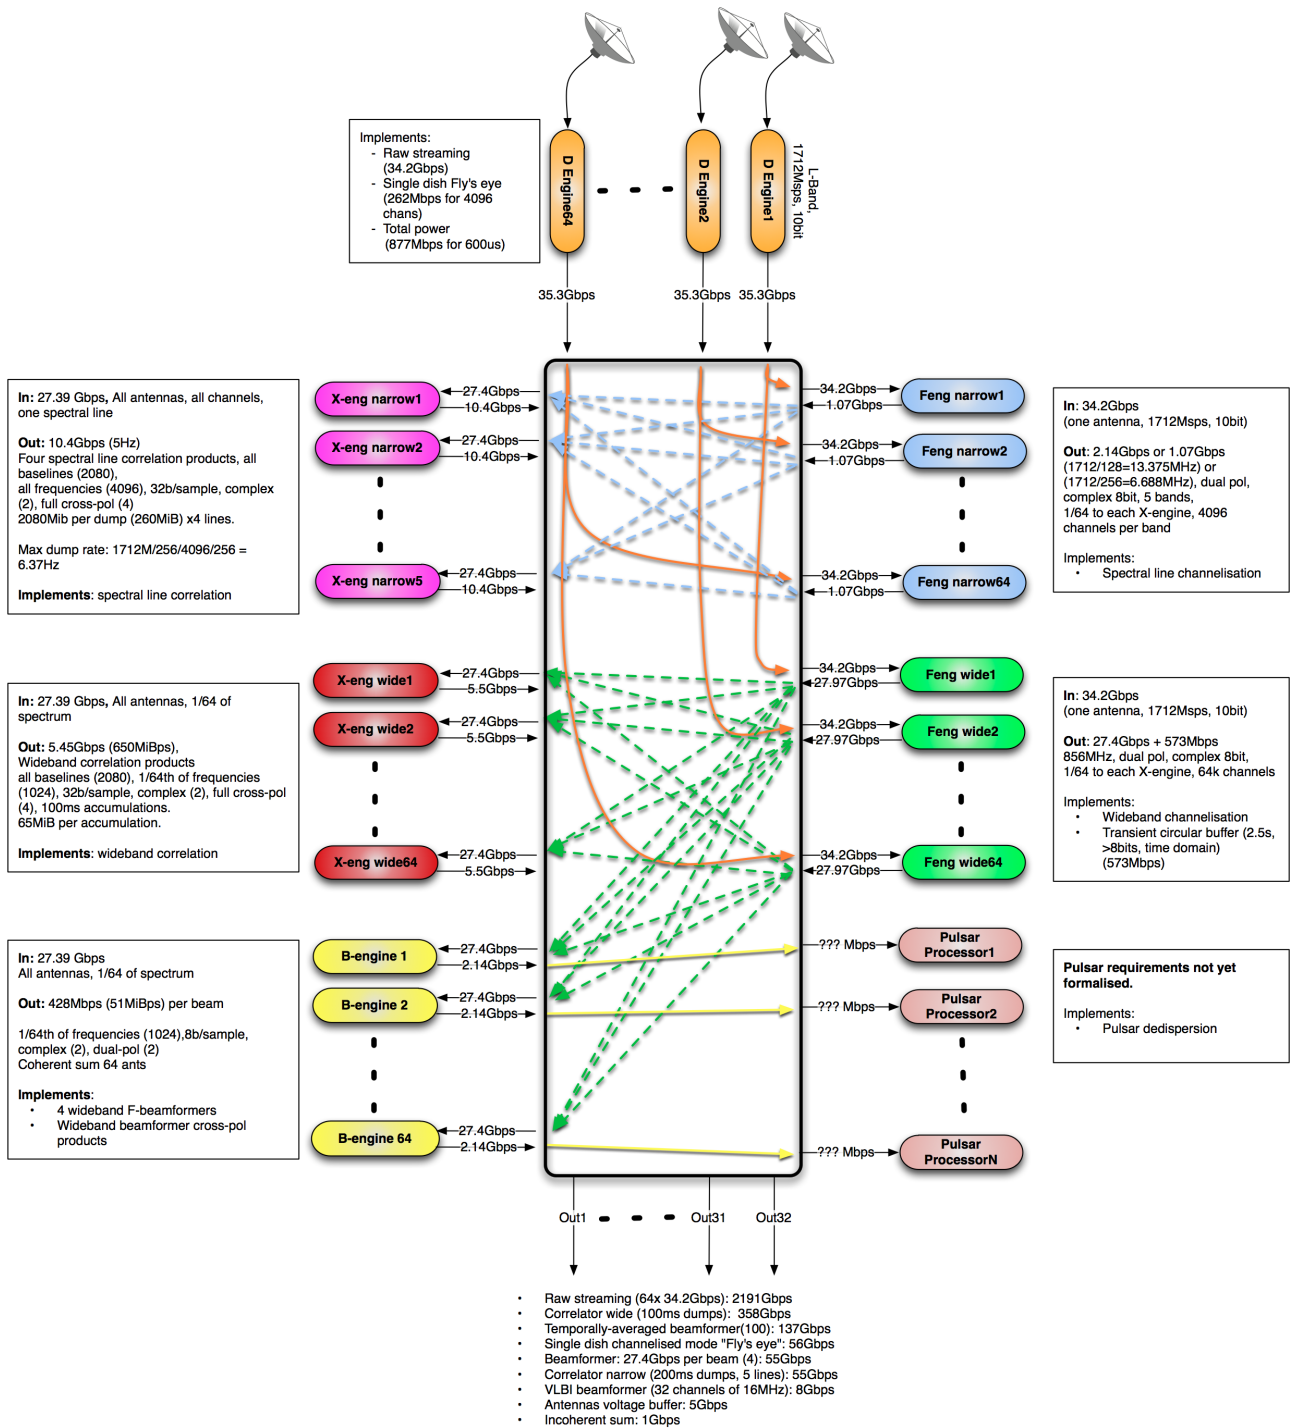 Implements:
- Raw streaming
(34.2Gbps)
- Single dish Fly's eye
(262Mbps for 4096
chans)
- Total power
(877Mbps for 600us)
D Engine64
D Engine2
D Engine1
L-Band,
1712Msps, 10bit
35.3Gbps
35.3Gbps
35.3Gbps
In: 27.39 Gbps, All antennas, all channels,
one spectral line
Out: 10.4Gbps (5Hz)
Four spectral line correlation products, all
baselines (2080),
all frequencies (4096), 32b/sample, complex
(2), full cross-pol (4)
2080Mib per dump (260MiB) x4 lines.
Max dump rate: 1712M/256/4096/256 =
6.37Hz
Implements: spectral line correlation
X-eng narrow1
27.4Gbps
10.4Gbps
X-eng narrow2
27.4Gbps
10.4Gbps
X-eng narrow5
27.4Gbps
10.4Gbps
34.2Gbps
1.07Gbps
Feng narrow1
34.2Gbps
1.07Gbps
Feng narrow2
34.2Gbps
1.07Gbps
Feng narrow64
In: 34.2Gbps
(one antenna, 1712Msps, 10bit)
Out: 2.14Gbps or 1.07Gbps
(1712/128=13.375MHz) or
(1712/256=6.688MHz), dual pol,
complex 8bit, 5 bands,
1/64 to each X-engine, 4096
channels per band
Implements:
• Spectral line channelisation
In: 27.39 Gbps, All antennas, 1/64 of
spectrum
Out: 5.45Gbps (650MiBps),
Wideband correlation products
all baselines (2080), 1/64th of frequencies
(1024), 32b/sample, complex (2), full cross-pol
(4), 100ms accumulations.
65MiB per accumulation.
Implements: wideband correlation
X-eng wide1
27.4Gbps
5.5Gbps
X-eng wide2
27.4Gbps
5.5Gbps
X-eng wide64
27.4Gbps
5.5Gbps
34.2Gbps
27.97Gbps
Feng wide1
34.2Gbps
27.97Gbps
Feng wide2
34.2Gbps
27.97Gbps
Feng wide64
In: 34.2Gbps
(one antenna, 1712Msps, 10bit)
Out: 27.4Gbps + 573Mbps
856MHz, dual pol, complex 8bit,
1/64 to each X-engine, 64k channels
Implements:
• Wideband channelisation
• Transient circular buffer (2.5s,
>8bits, time domain)
(573Mbps)
In: 27.39 Gbps
All antennas, 1/64 of spectrum
Out: 428Mbps (51MiBps) per beam
1/64th of frequencies (1024),8b/sample,
complex (2), dual-pol (2)
Coherent sum 64 ants
Implements:
• 4 wideband F-beamformers
• Wideband beamformer cross-pol
products
B-engine 1
27.4Gbps
2.14Gbps
B-engine 2
27.4Gbps
2.14Gbps
B-engine 64
27.4Gbps
2.14Gbps
??? Mbps
Pulsar
Processor1
??? Mbps
Pulsar
Processor2
??? Mbps
Pulsar
ProcessorN
Pulsar requirements not yet
formalised.
Implements:
• Pulsar dedispersion
Out1
Out31
Out32
• Raw streaming (64x 34.2Gbps): 2191Gbps
• Correlator wide (100ms dumps): 358Gbps
• Temporally-averaged beamformer(100): 137Gbps
• Single dish channelised mode "Fly's eye": 56Gbps
• Beamformer: 27.4Gbps per beam (4): 55Gbps
• Correlator narrow (200ms dumps, 5 lines): 55Gbps
• VLBI beamformer (32 channels of 16MHz): 8Gbps
• Antennas voltage buffer: 5Gbps
• Incoherent sum: 1Gbps